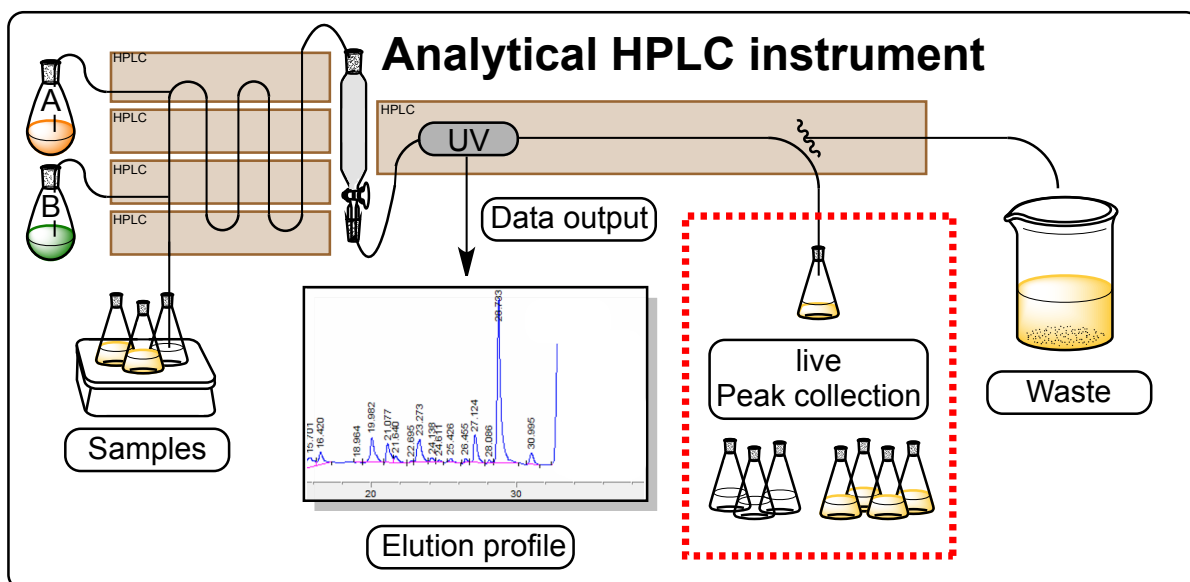 Analytical HPLC instrument
HPLC
HPLC
HPLC
HPLC
HPLC
A
B
UV
Data output
15.701
16.420
18.964
19.982
21.077
21.640
22.695
23.273
24.138
24.611
25.426
26.455
27.124
28.086
28.733
30.995
20
30
live
Peak collection
Waste
Samples
Elution profile